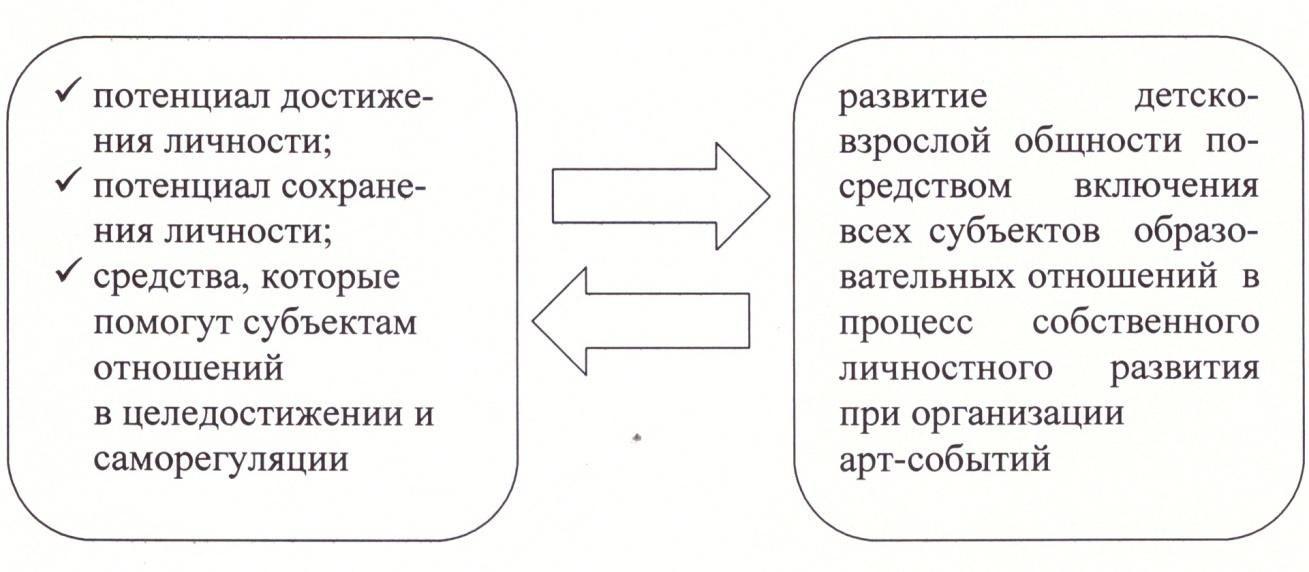 ✓ потенциал достиже-
ния личности;
✓ потенциал сохране-
ния личности;
✓ средства, которые
помогут субъектам
отношений
в целедостижении и
саморегуляции
развитие детско-
взрослой общности по-
средством включения
всех субъектов образо-
вательных отношений в
процесс собственного
личностного развития
при организации
арт-событий